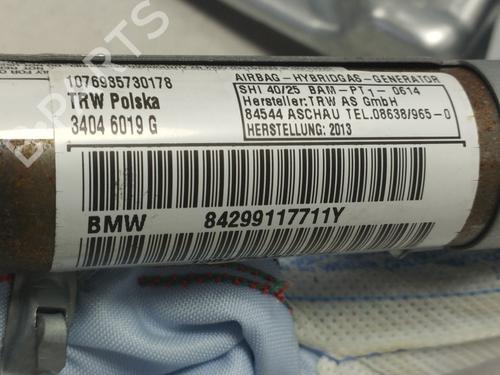 1076935730178
TRW Polska
3404 6019 G
AIRBAG-HYBRIDGAS-GENERATOR
SHI 40/25 BAM-PT1-0614
Hersteller:TRW AS GmbH
84544 ASCHAU TEL.08638/965-0
HERSTELLUNG: 2013
BMW 84299117711Y